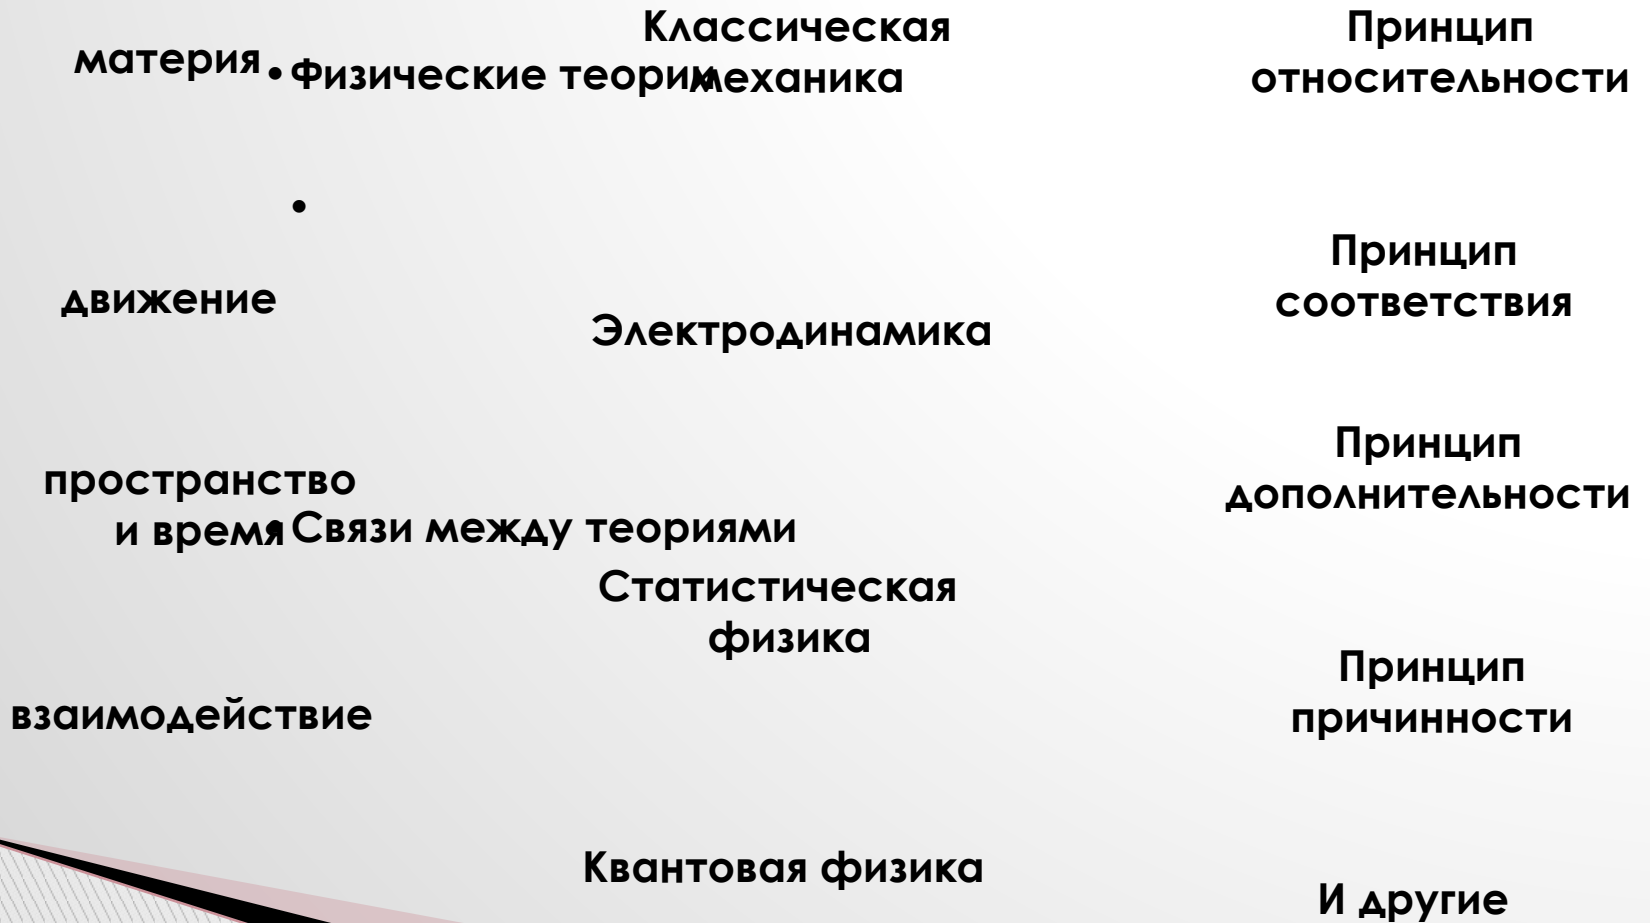 материя
• Физические теории
•
движение
пространство
и время
• Связи между теориями
взаимодействие
Классическая
механика
Электродинамика
Статистическая
физика
Квантовая физика
Принцип
относительности
Принцип
соответствия
Принцип
дополнительности
Принцип
причинности
И другие